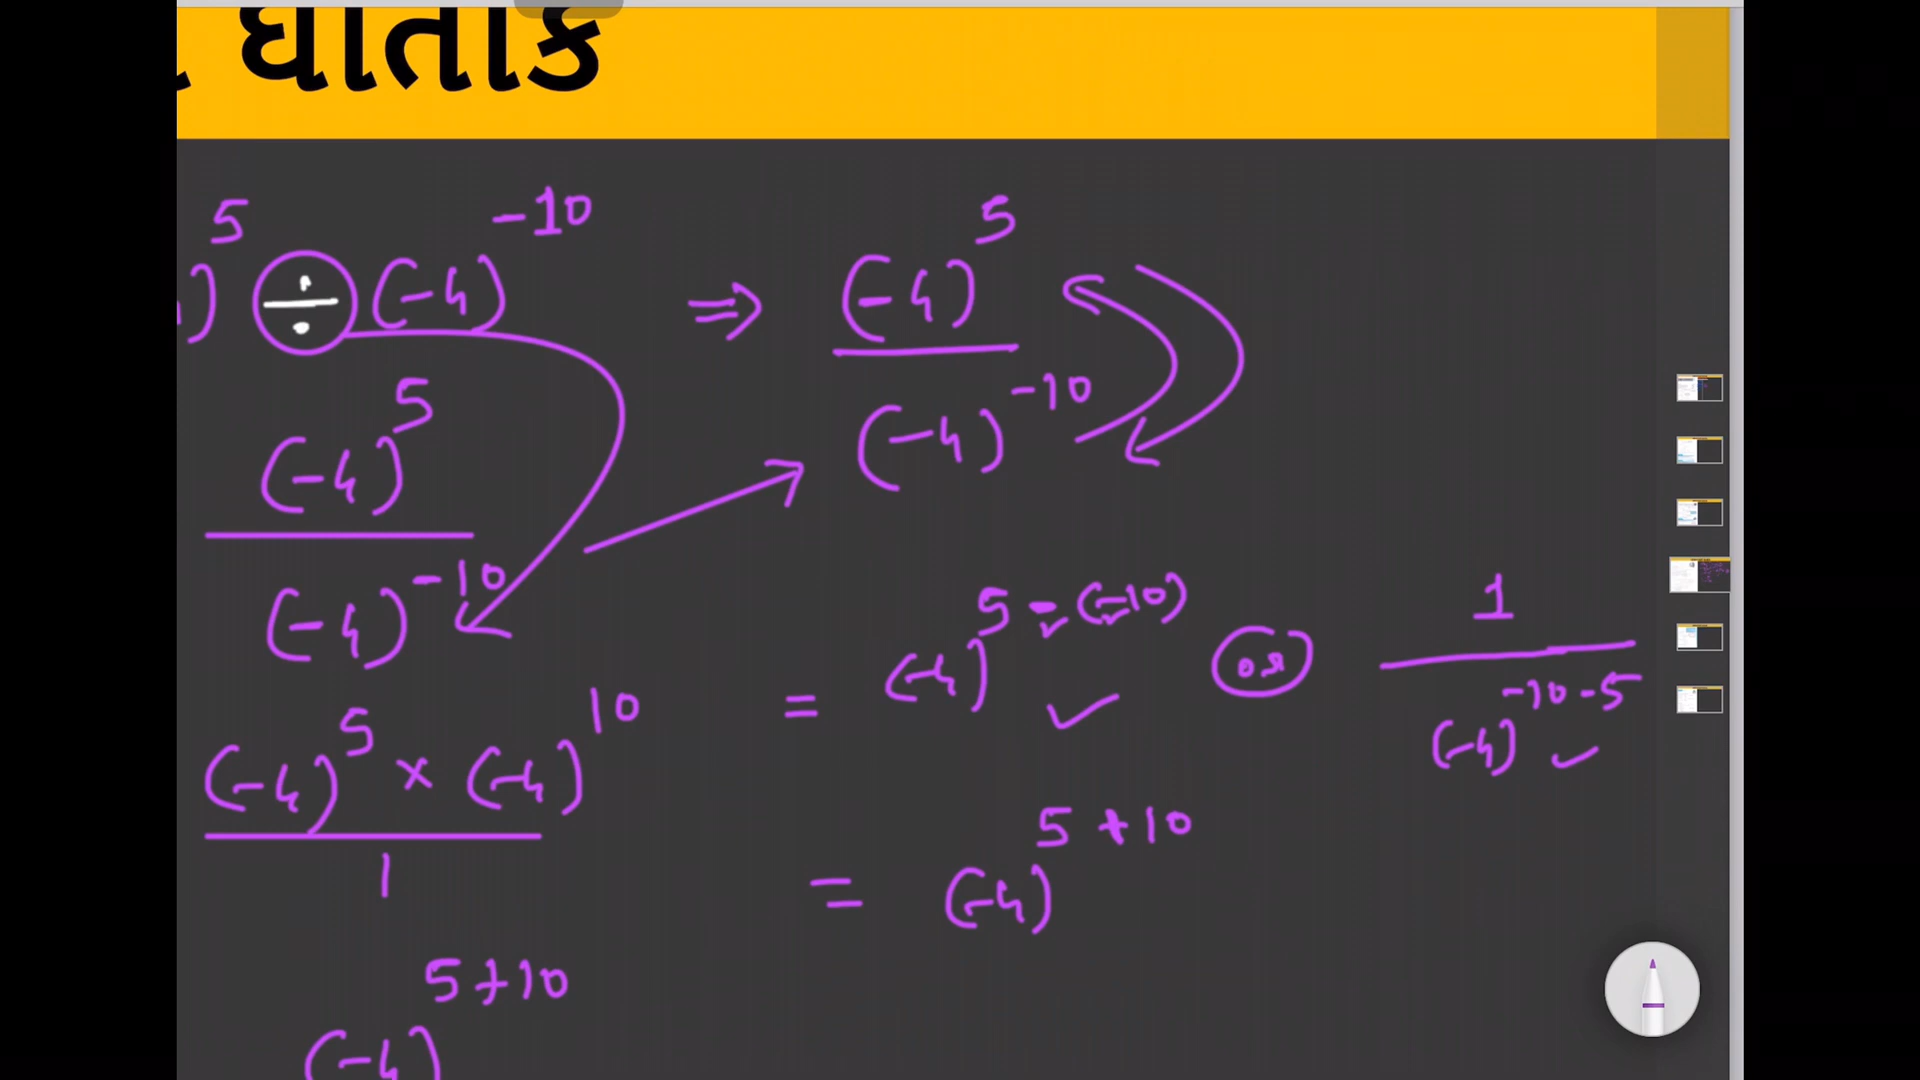 ઘાતાંક
)^5 ÷ (-4)^-10 ⇒ (-4)^5 / (-4)^-10
(-4)^5 / (-4)^-10
= (-4)^5-(-10) or 1 / (-4)^-10-5
(-4)^5 × (-4)^10 / 1
= (-4)^5+10
(-4)^5+10